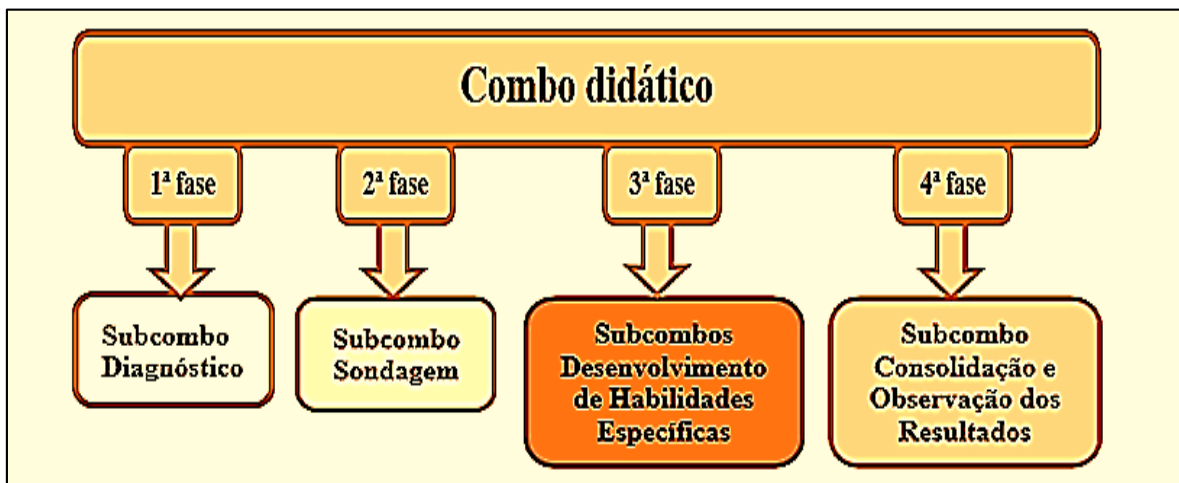 Combo didático
1ª fase
2ª fase
3ª fase
4ª fase
Subcombo
Diagnóstico
Subcombo
Sondagem
Subcombos
Desenvolvimento
de Habilidades
Específicas
Subcombo
Consolidação e
Observação dos
Resultados